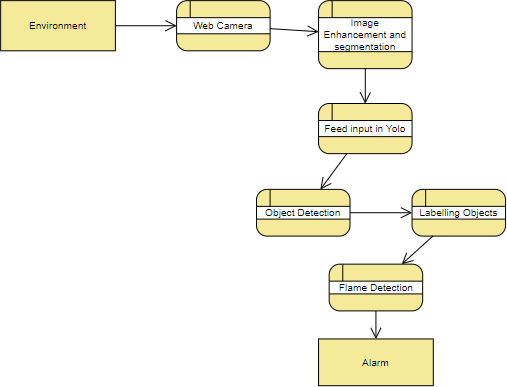 Environment
Web Camera
Image
Enhancement and
segmentation
Feed input in Yolo
Object Detection
Labelling Objects
Flame Detection
Alarm